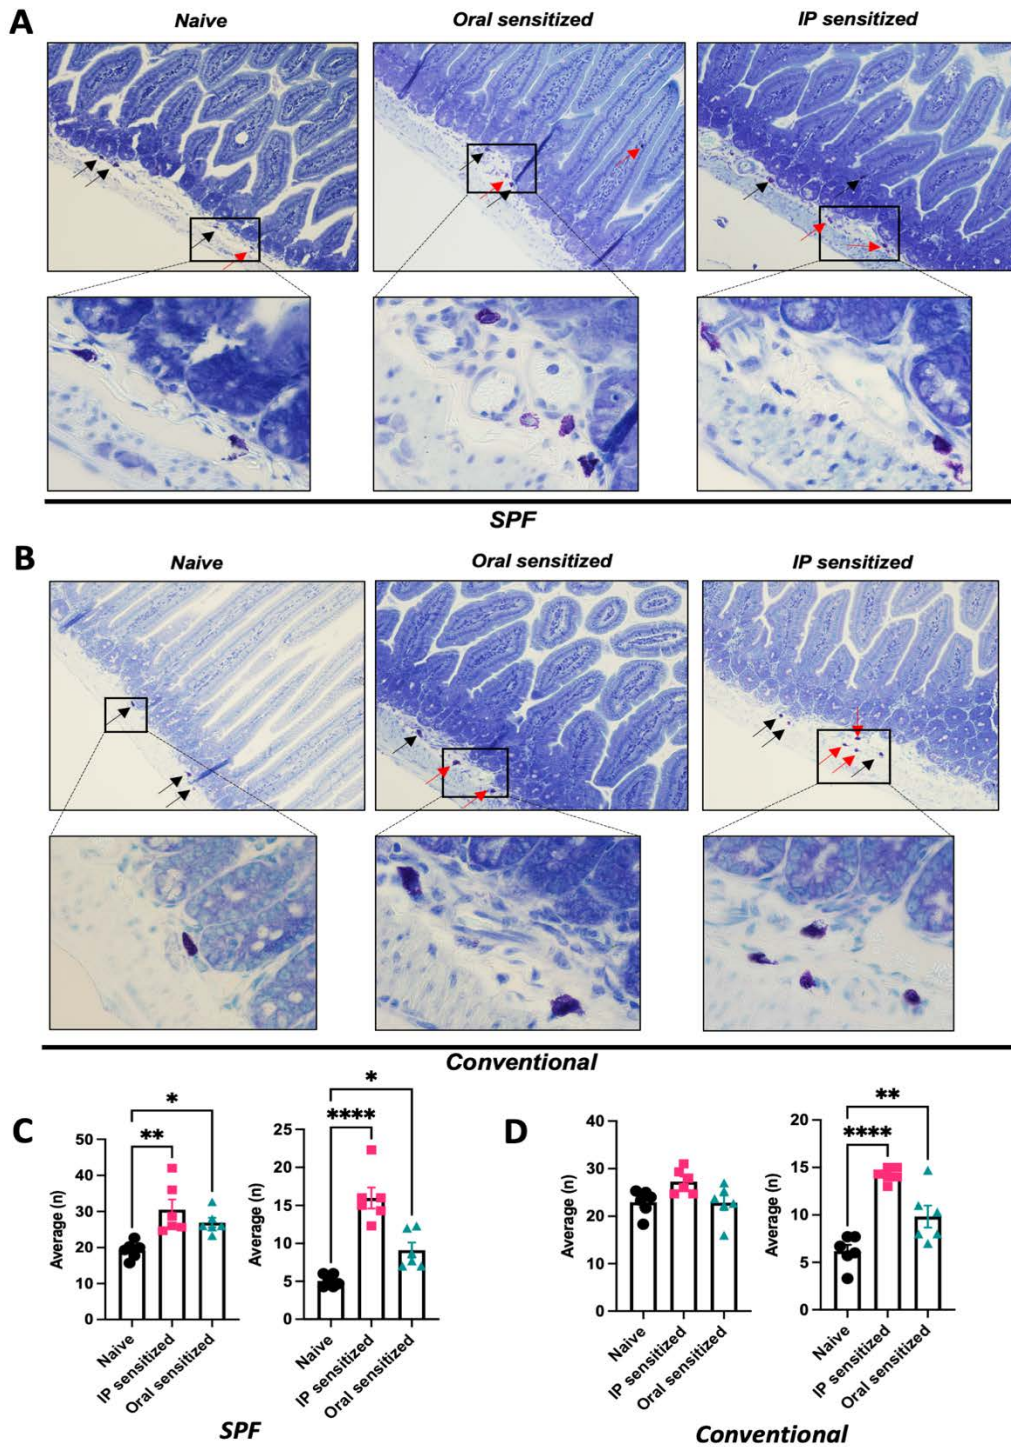 A
Naive
Oral sensitized
IP sensitized
SPF
B
Naive
Oral sensitized
IP sensitized
Conventional
C
Average (n)
50
40
30
20
10
0
*
**
Naive
IP sensitized
Oral sensitized
Average (n)
25
20
15
10
5
0
*
****
Naive
IP sensitized
Oral sensitized
SPF
D
Average (n)
40
30
20
10
0
Naive
IP sensitized
Oral sensitized
Average (n)
20
15
10
5
0
**
****
Naive
IP sensitized
Oral sensitized
Conventional